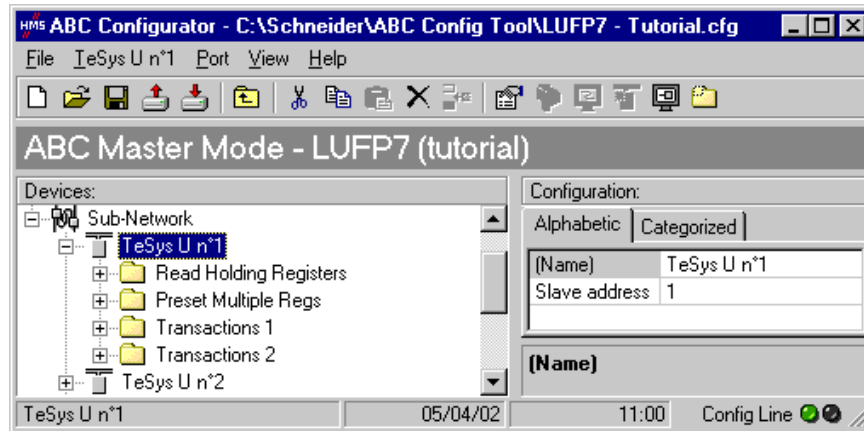 HMS ABC Configurator - C:\Schneider\ABC Config Tool\LUFP7 - Tutorial.cfg
File TeSys U n°1 Port View Help
ABC Master Mode - LUFP7 (tutorial)
Devices:
Sub-Network
TeSys U n°1
Read Holding Registers
Preset Multiple Regs
Transactions 1
Transactions 2
TeSys U n°2
Configuration:
Alphabetic Categorized
(Name) TeSys U n°1
Slave address 1
(Name)
TeSys U n°1 05/04/02 11:00 Config Line